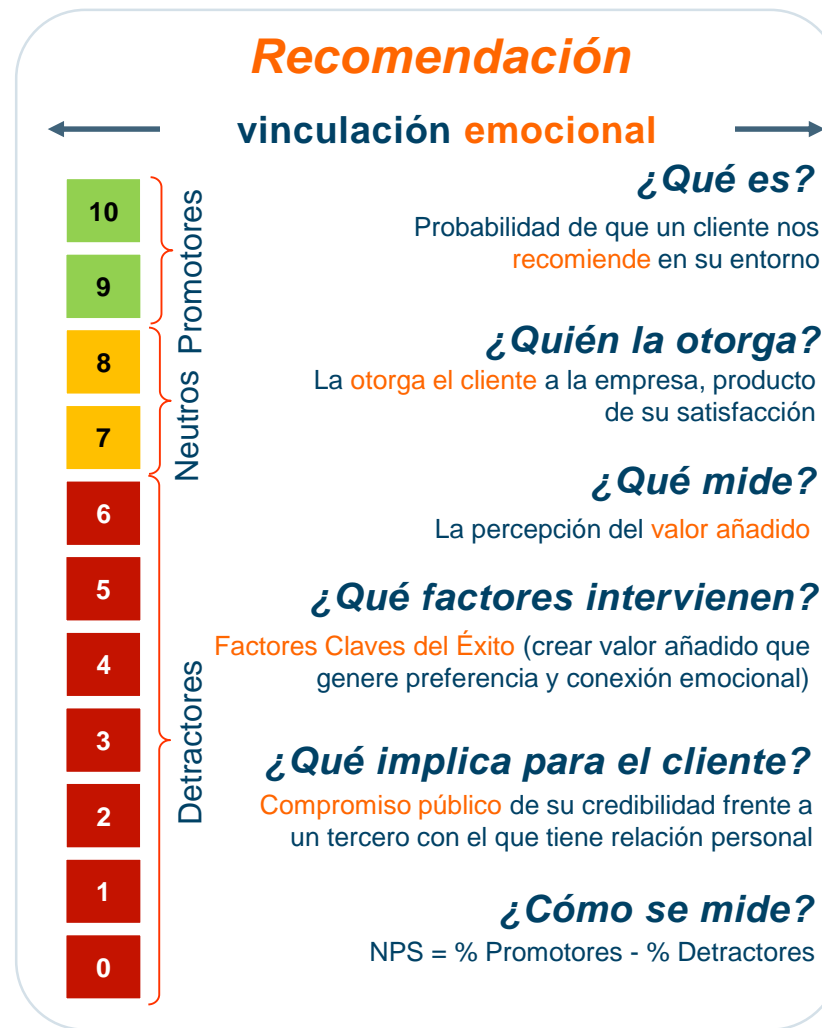 Recomendación
vinculación emocional
10
9
8
7
6
5
4
3
2
1
0
Promotores
Neutros
Detractores
¿Qué es?
Probabilidad de que un cliente nos
recomiende en su entorno
¿Quién la otorga?
La otorga el cliente a la empresa, producto
de su satisfacción
¿Qué mide?
La percepción del valor añadido
¿Qué factores intervienen?
Factores Claves del Éxito (crear valor añadido que
genere preferencia y conexión emocional)
¿Qué implica para el cliente?
Compromiso público de su credibilidad frente a
un tercero con el que tiene relación personal
¿Cómo se mide?
NPS = % Promotores - % Detractores